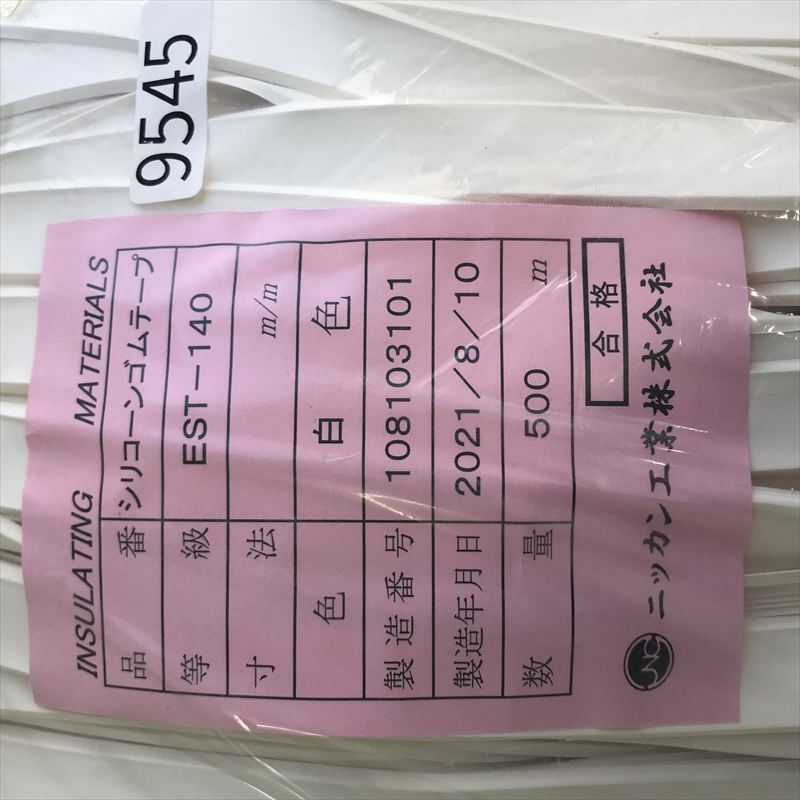 9545
INSULATING MATERIALS
品番 シリコーンゴムテープ
等級 EST-140
寸法 m/m
色 白色
製造番号 108103101
製造年月日 2021/8/10
数量 500 m
合格
JNC ニッカン工業株式会社